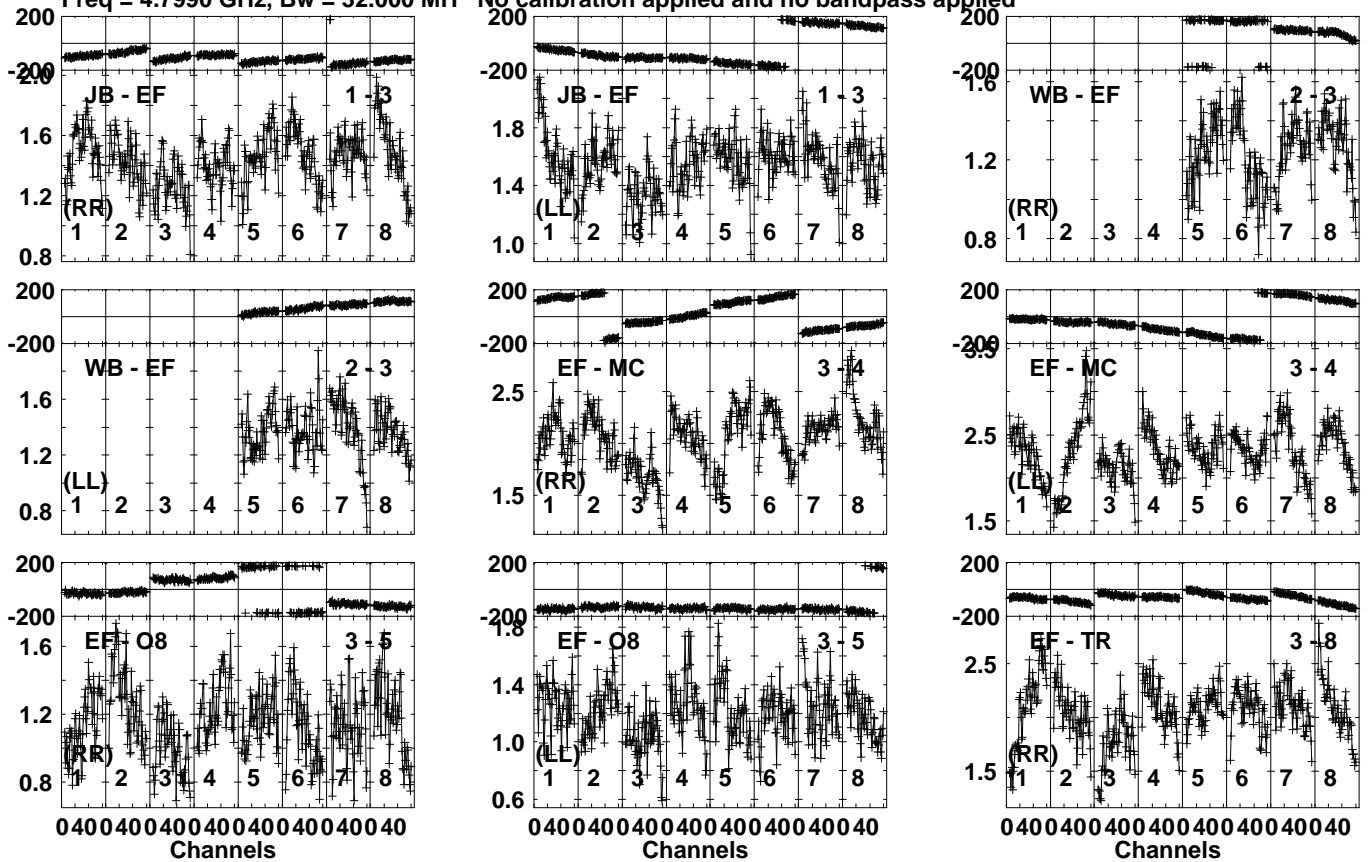 Freq = 4.7990 GHz, Bw = 32.000 MH No calibration applied and no bandpass applied
200 200 200
-200 -200 -200
2.0 JB - EF 1 - 3 JB - EF 1 - 3 1.6 WB - EF 2 - 3
1.6 1.8
1.2 1.4 1.2
(RR) (LL) (RR)
1 2 3 4 5 6 7 8 1 2 3 4 5 6 7 8 1 2 3 4 5 6 7 8
0.8 1.0 0.8
200 200 200
-200 -200 -200
WB - EF 2 - 3 EF - MC 3 - 4 3.5 EF - MC 3 - 4
1.6 2.5 2.5
1.2
(LL) 1.5 (RR) (LL)
1 2 3 4 5 6 7 8 1 2 3 4 5 6 7 8 1 2 3 4 5 6 7 8
0.8 1.5
200 200 200
-200 -200 -200
1.6 EF - O8 3 - 5 1.8 EF - O8 3 - 5 EF - TR 3 - 8
2.5
1.2 1.4
(RR) 1.0 (LL) (RR)
0.8 1 2 3 4 5 6 7 8 1 2 3 4 5 6 7 8 1.5 1 2 3 4 5 6 7 8
0.6
0 40 0 40 0 40 0 40 0 40 0 40 0 40 0 40 0 40 0 40 0 40 0 40 0 40 0 40 0 40 0 40 0 40 0 40 0 40 0 40 0 40 0 40 0 40 0 40
Channels Channels Channels